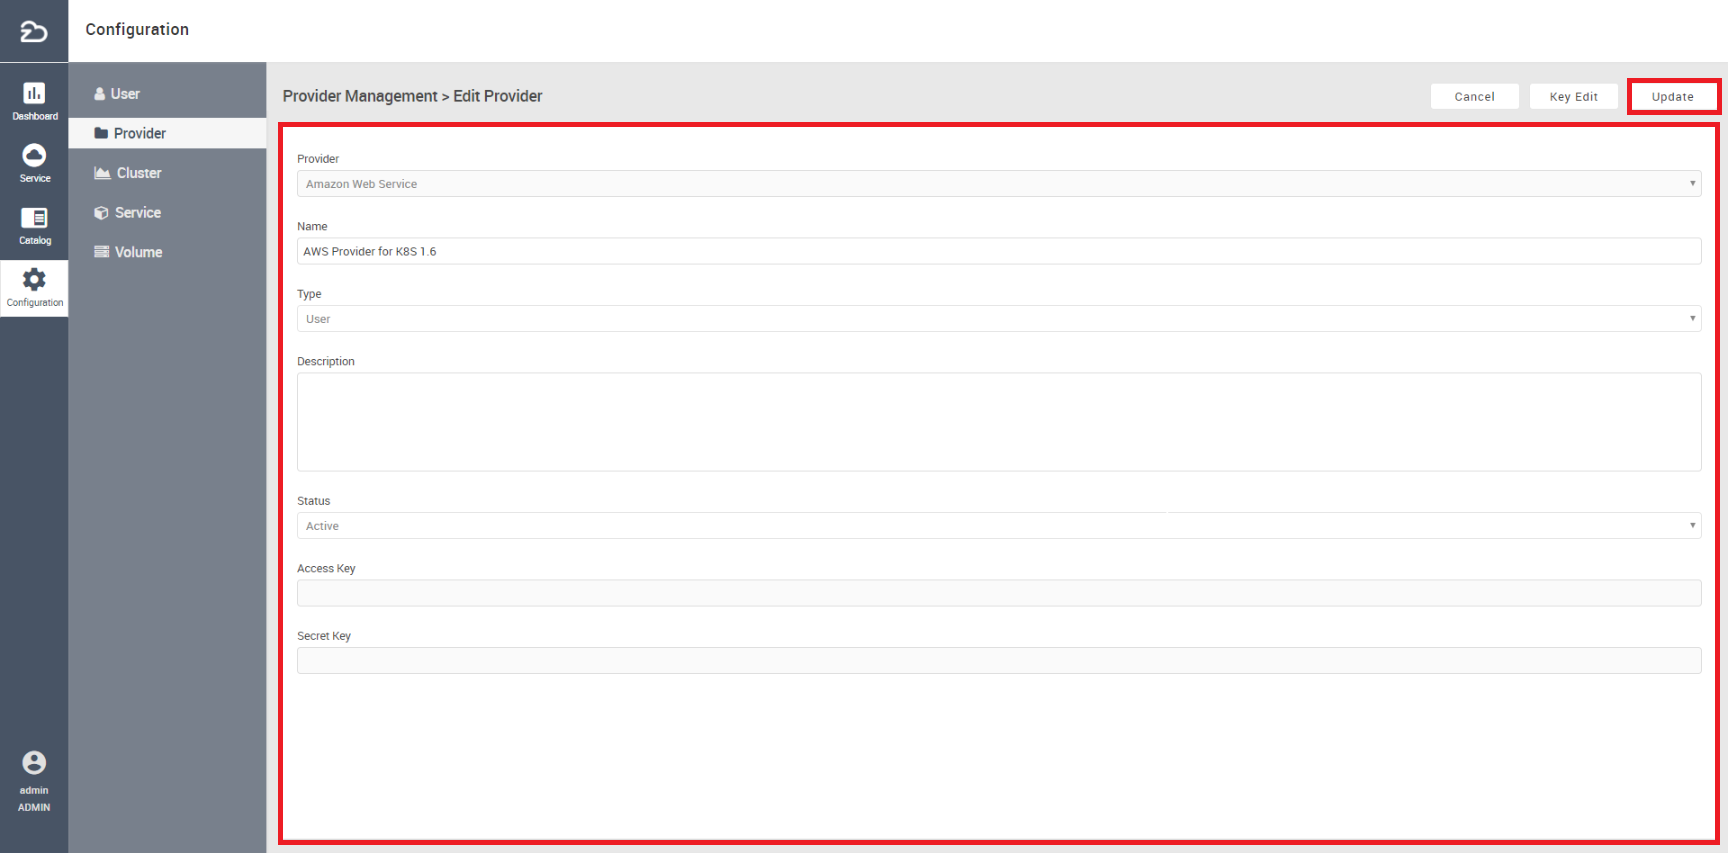 Configuration
Dashboard
Service
Catalog
Configuration
admin
ADMIN
User
Provider
Cluster
Service
Volume
Provider Management > Edit Provider
Cancel
Key Edit
Update
Provider
Amazon Web Service
Name
AWS Provider for K8S 1.6
Type
User
Description
Status
Active
Access Key
Secret Key